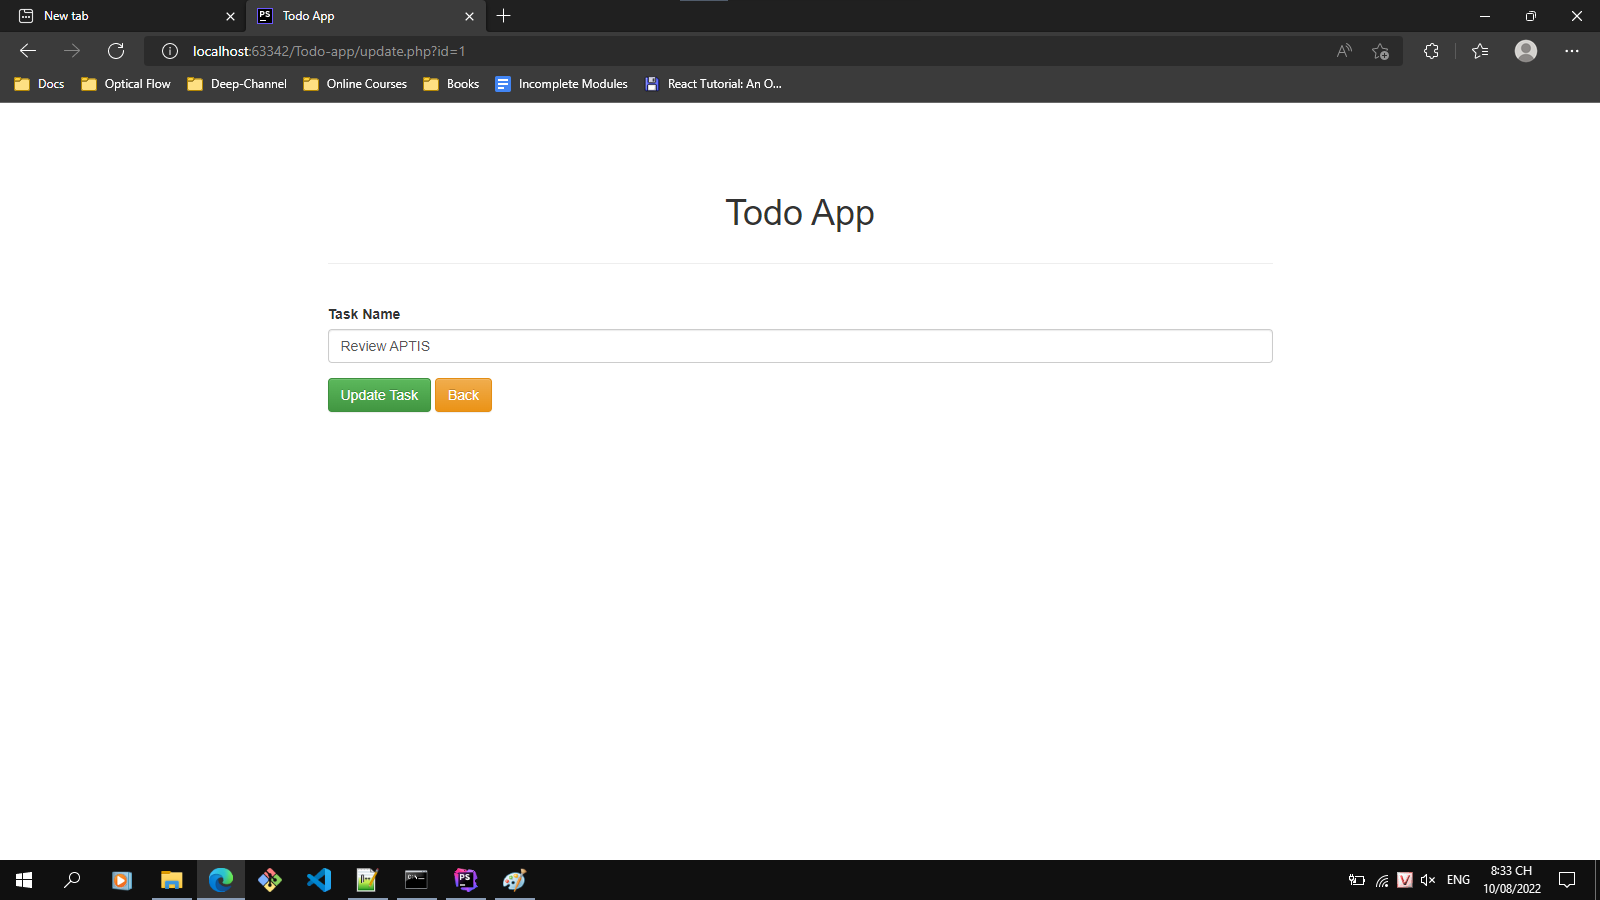 New tab
Todo App
localhost:63342/Todo-app/update.php?id=1
Docs
Optical Flow
Deep-Channel
Online Courses
Books
Incomplete Modules
React Tutorial: An O...
Todo App
Task Name
Review APTIS
Update Task
Back
ENG
8:33 CH
10/08/2022